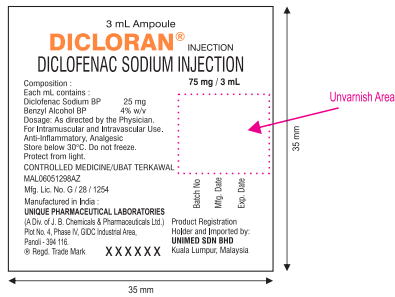 3 mL Ampoule
DICLORAN® INJECTION
DICLOFENAC SODIUM INJECTION
75 mg / 3 mL
Composition :
Each mL contains :
Diclofenac Sodium BP 25 mg
Benzyl Alcohol BP 4% w/v
Dosage: As directed by the Physician.
For Intramuscular and Intravascular Use.
Anti-Inflammatory, Analgesic
Store below 30°C. Do not freeze.
Protect from light.
CONTROLLED MEDICINE/UBAT TERKAWAL
MAL06051298AZ
Mfg. Lic. No. G / 28 / 1254
Manufactured in India :
UNIQUE PHARMACEUTICAL LABORATORIES
(A Div. of J. B. Chemicals & Pharmaceuticals Ltd.)
Plot No. 4, Phase IV, GIDC Industrial Area,
Panoli - 394 116.
® Regd. Trade Mark
XXXXXX
Batch No
Mfg. Date
Exp. Date
Product Registration
Holder and Imported by:
UNIMED SDN BHD
Kuala Lumpur, Malaysia
Unvarnish Area
35 mm
35 mm